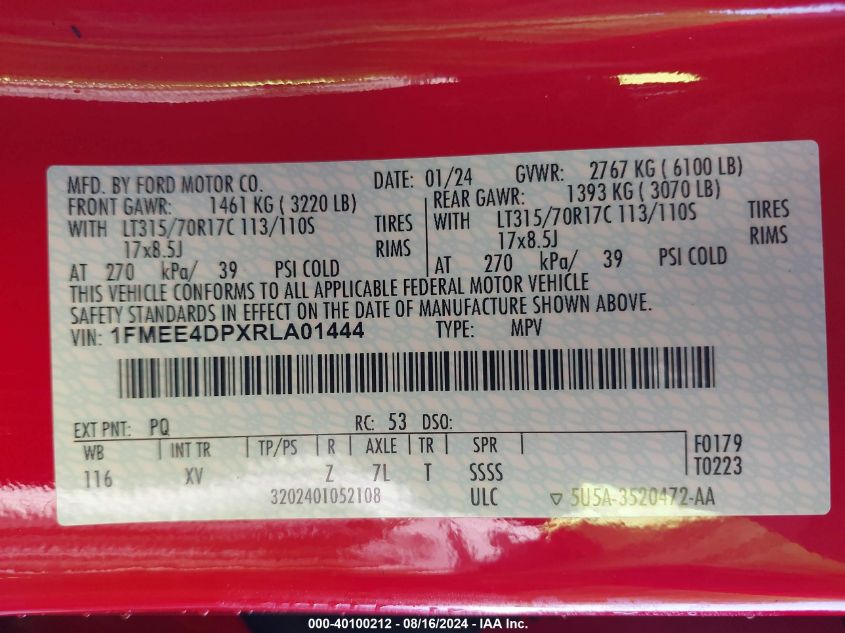 MFD. BY FORD MOTOR CO. DATE: 01/24 GVWR: 2767 KG ( 6100 LB)
FRONT GAWR: 1461 KG ( 3220 LB) REAR GAWR: 1393 KG ( 3070 LB)
WITH LT315/70R17C 113/110S TIRES WITH LT315/70R17C 113/110S TIRES
17x8.5J RIMS 17x8.5J RIMS
AT 270 kPa/ 39 PSI COLD AT 270 kPa/ 39 PSI COLD
THIS VEHICLE CONFORMS TO ALL APPLICABLE FEDERAL MOTOR VEHICLE
SAFETY STANDARDS IN EFFECT ON THE DATE OF MANUFACTURE SHOWN ABOVE.
VIN: 1FMEE4DPXRLA01444 TYPE: MPV
EXT PNT: PQ RC: 53 DSO:
WB INT TR TP/PS R AXLE TR SPR F0179
116 XV Z 7L T SSSS T0223
3202401052108 ULC ▽ 5U5A-3520472-AA
000-40100212 - 08/16/2024 - IAA Inc.